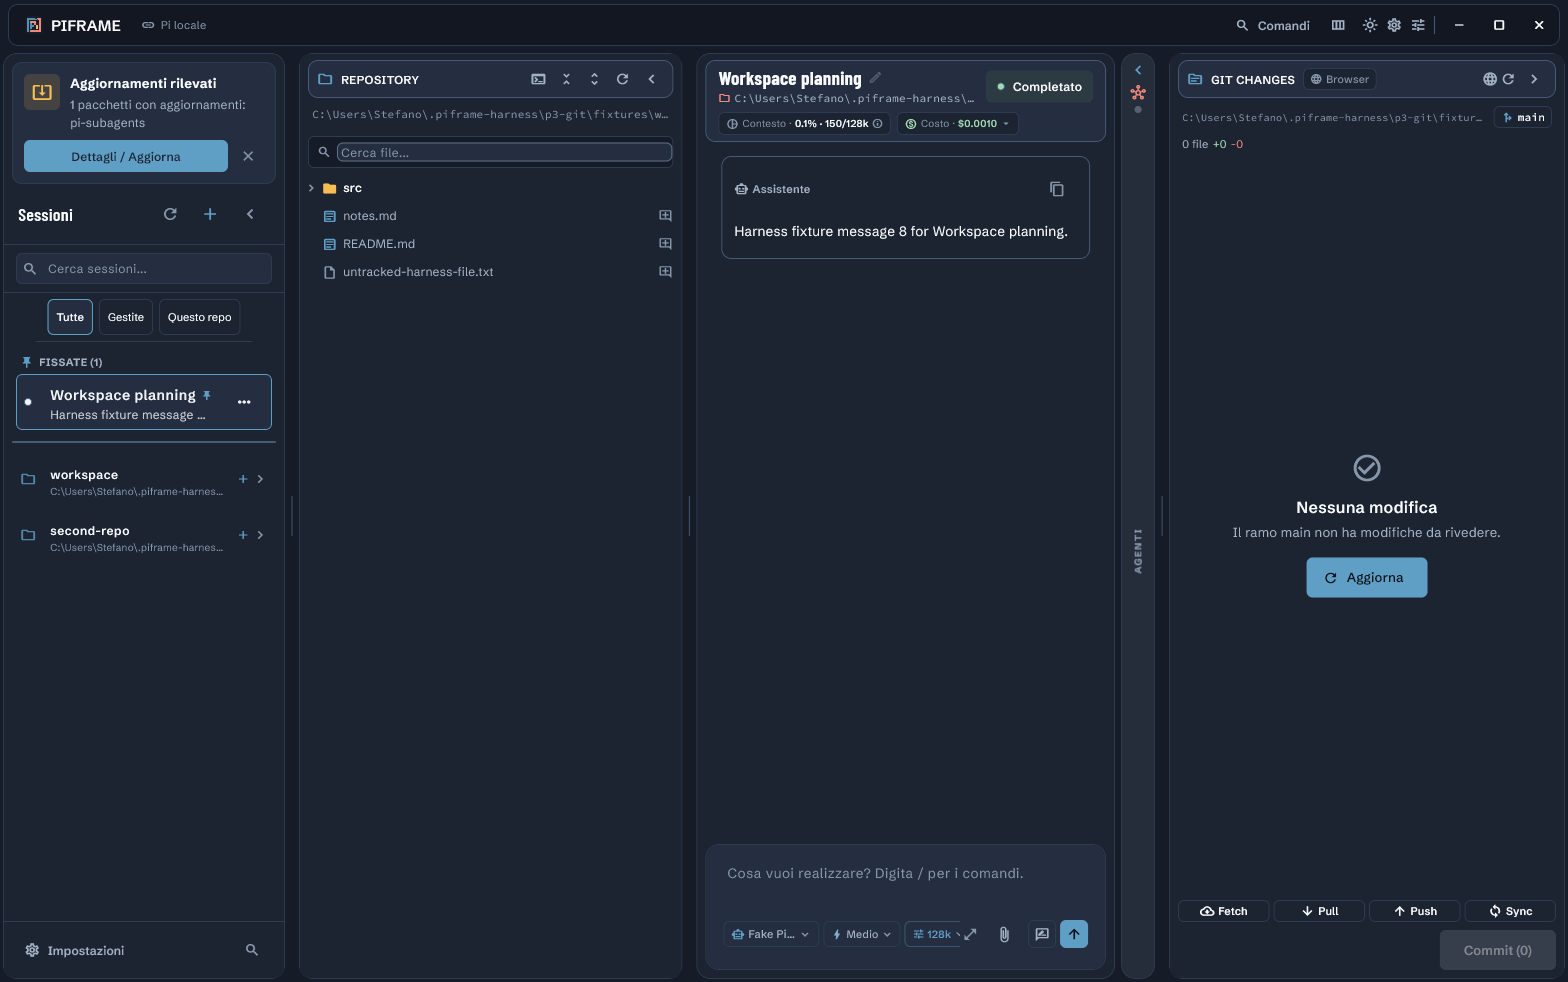 PIFRAME
Pi locale
Comandi
Aggiornamenti rilevati
1 pacchetti con aggiornamenti:
pi-subagents
Dettagli / Aggiorna
Sessioni
Cerca sessioni...
Tutte
Gestite
Questo repo
FISSATE (1)
Workspace planning
Harness fixture message ...
workspace
C:\Users\Stefano\.piframe-harnes...
second-repo
C:\Users\Stefano\.piframe-harnes...
Impostazioni
REPOSITORY
C:\Users\Stefano\.piframe-harness\p3-git\fixtures\w...
Cerca file...
src
notes.md
README.md
untracked-harness-file.txt
Workspace planning
C:\Users\Stefano\.piframe-harness\...
Completato
Contesto · 0.1% · 150/128k
Costo · $0.0010
Assistente
Harness fixture message 8 for Workspace planning.
Cosa vuoi realizzare? Digita / per i comandi.
Fake Pi...
Medio
128k
AGENTI
GIT CHANGES
Browser
C:\Users\Stefano\.piframe-harness\p3-git\fixtur...
main
0 file +0 -0
Nessuna modifica
Il ramo main non ha modifiche da rivedere.
Aggiorna
Fetch
Pull
Push
Sync
Commit (0)